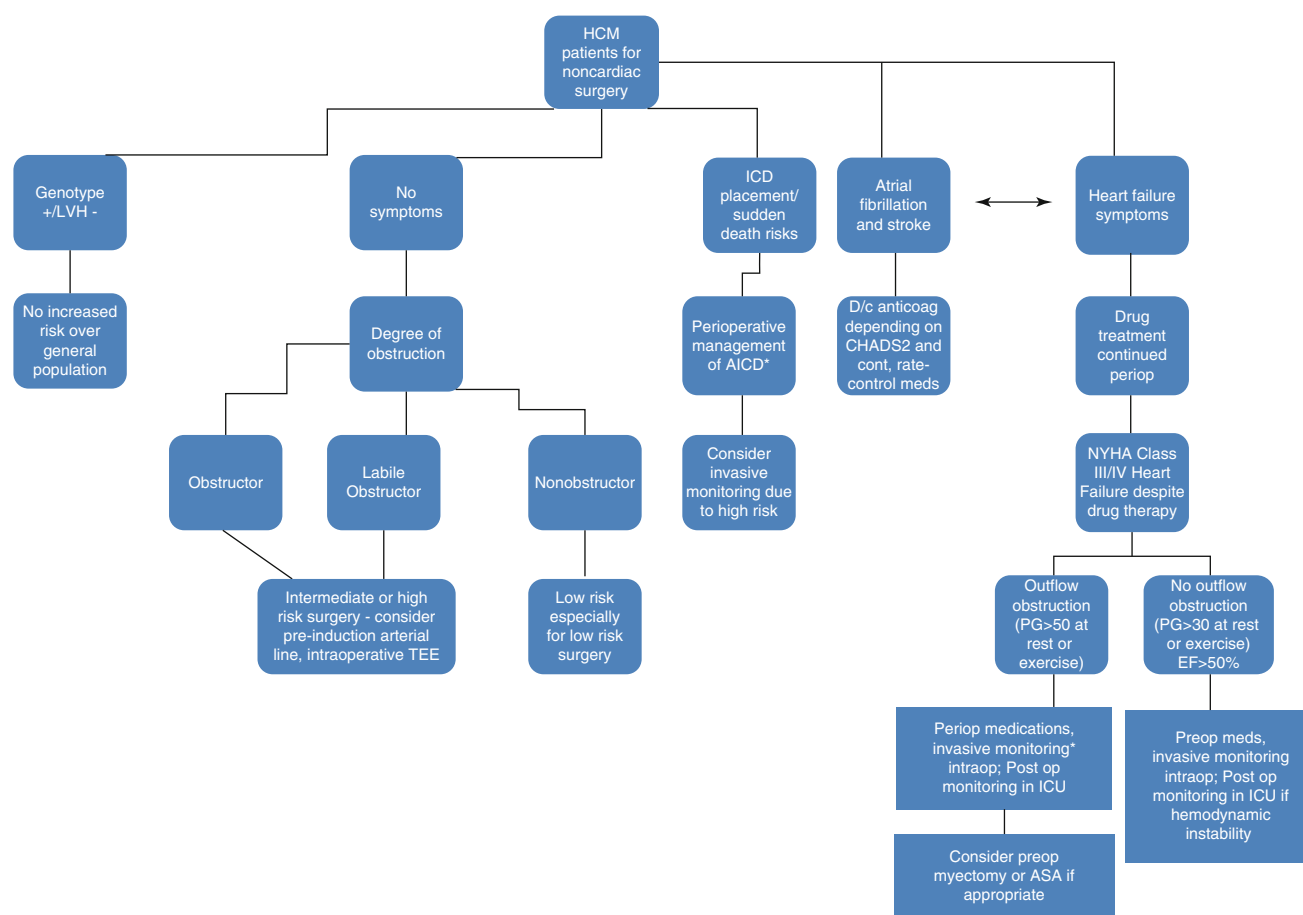 HCM
patients for
noncardiac
surgery
Genotype
+/LVH -
No
symptoms
ICD
placement/
sudden
death risks
Atrial
fibrillation
and stroke
Heart failure
symptoms
No increased
risk over
general
population
Degree of
obstruction
Perioperative
management
of AICD*
D/c anticoag
depending on
CHADS2 and
cont, rate-
control meds
Drug
treatment
continued
periop
Obstructor
Labile
Obstructor
Nonobstructor
Consider
invasive
monitoring due
to high risk
NYHA Class
III/IV Heart
Failure despite
drug therapy
Intermediate or high
risk surgery - consider
pre-induction arterial
line, intraoperative TEE
Low risk
especially
for low risk
surgery
Outflow
obstruction
(PG>50 at
rest or
exercise)
No outflow
obstruction
(PG>30 at rest
or exercise)
EF>50%
Periop medications,
invasive monitoring*
intraop; Post op
monitoring in ICU
Preop meds,
invasive monitoring
intraop; Post op
monitoring in ICU if
hemodynamic
instability
Consider preop
myectomy or ASA if
appropriate